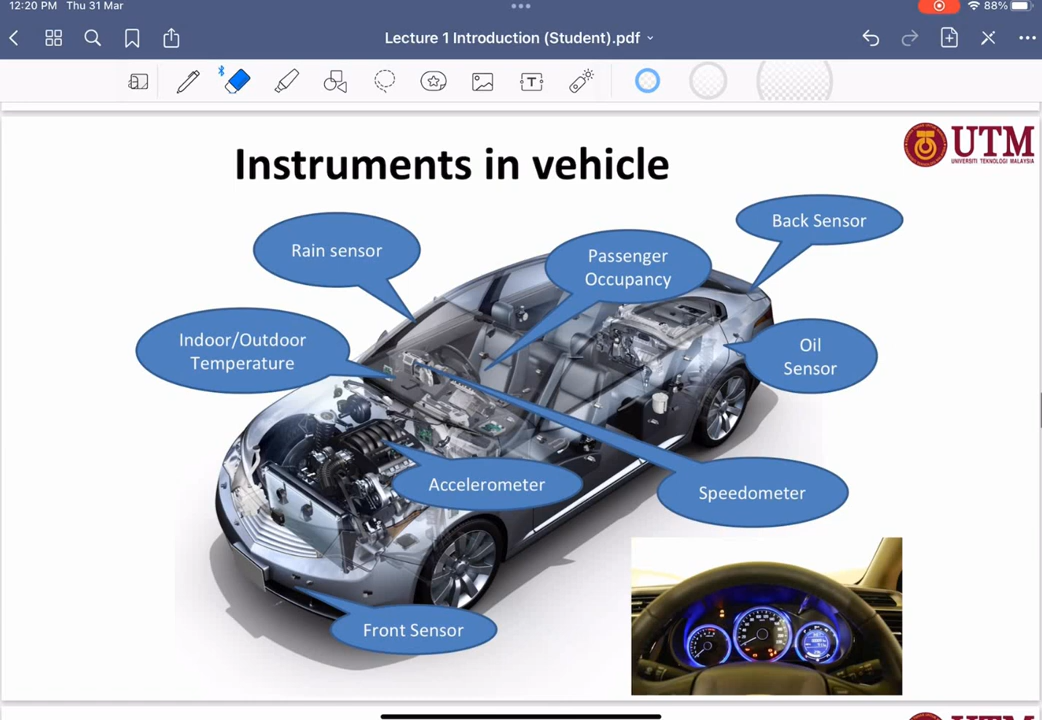 12:20 PM Thu 31 Mar
88%
Lecture 1 Introduction (Student).pdf
T
Instruments in vehicle
UTM
UNIVERSITI TEKNOLOGI MALAYSIA
Back Sensor
Rain sensor
Passenger
Occupancy
Indoor/Outdoor
Temperature
Oil
Sensor
Accelerometer
Speedometer
Front Sensor